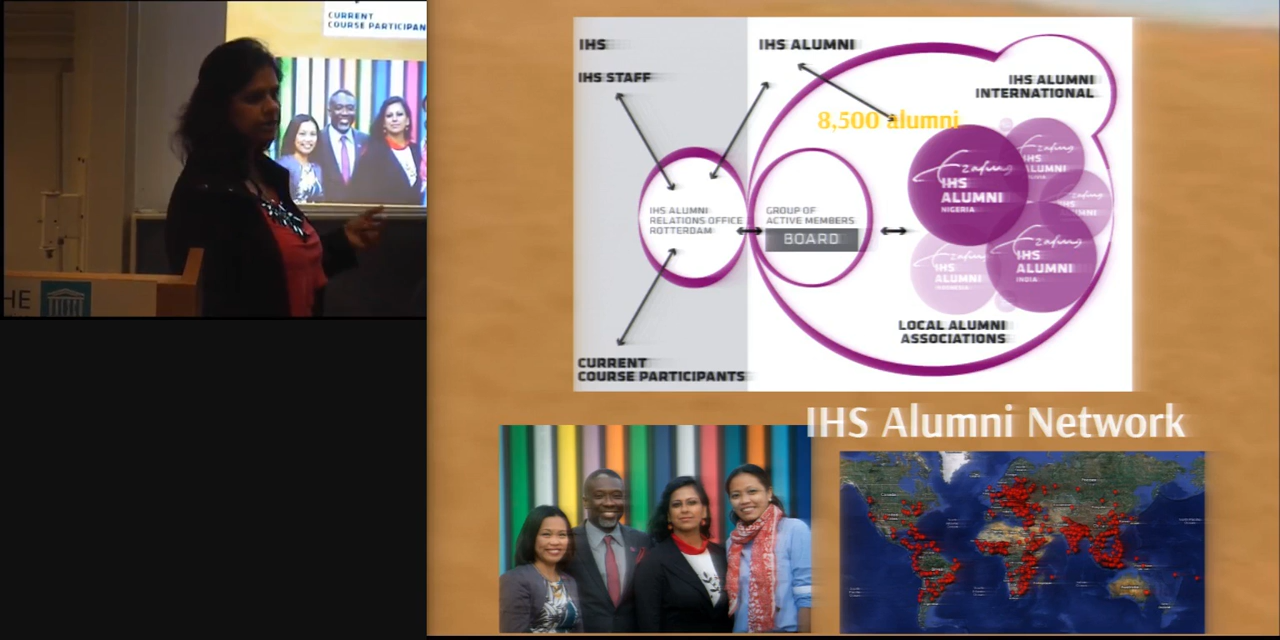 CURRENT
COURSE PARTICIPAN
HE
IHS
IHS STAFF
IHS ALUMNI
IHS ALUMNI
INTERNATIONAL
8,500 alumni
IHS
ALUMNI
NIGERIA
IHS
IHS
ALUMNI
INDIA
IHS
ALUMNI
IHS ALUMNI
RELATIONS OFFICE
ROTTERDAM
GROUP OF
ACTIVE MEMBERS
BOARD
LOCAL ALUMNI
ASSOCIATIONS
CURRENT
COURSE PARTICIPANTS
IHS Alumni Network